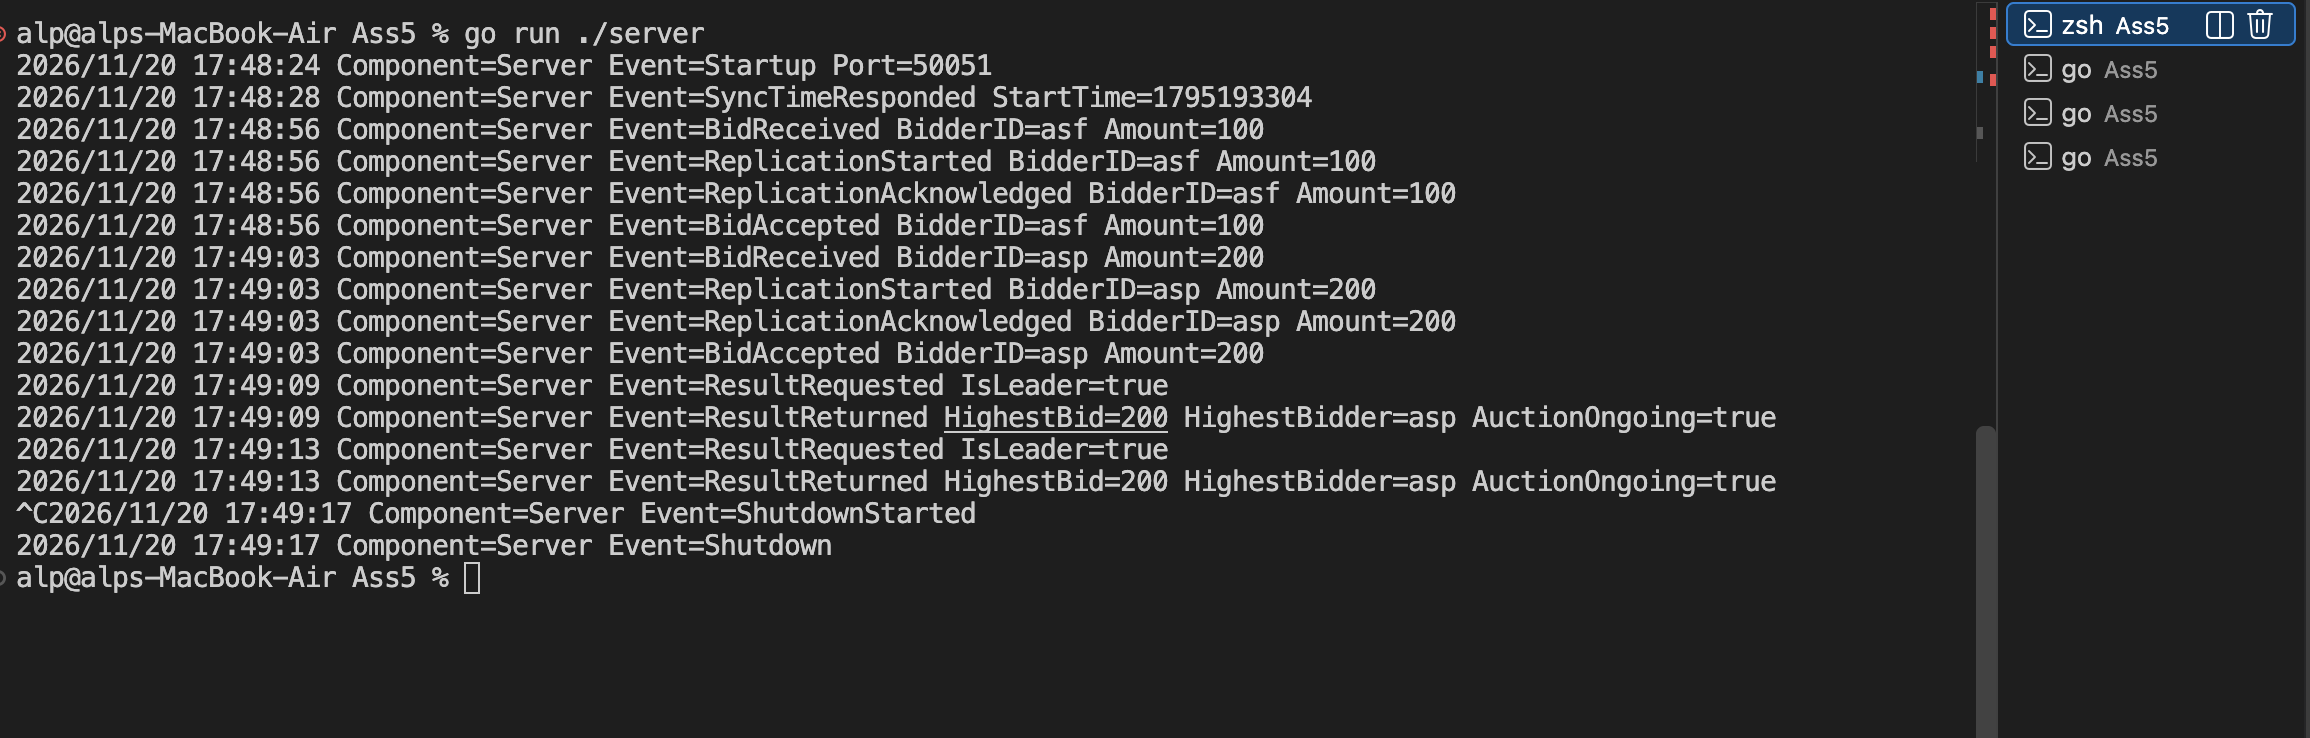 alp@alps-MacBook-Air Ass5 % go run ./server
2026/11/20 17:48:24 Component=Server Event=Startup Port=50051
2026/11/20 17:48:28 Component=Server Event=SyncTimeResponded StartTime=1795193304
2026/11/20 17:48:56 Component=Server Event=BidReceived BidderID=asf Amount=100
2026/11/20 17:48:56 Component=Server Event=ReplicationStarted BidderID=asf Amount=100
2026/11/20 17:48:56 Component=Server Event=ReplicationAcknowledged BidderID=asf Amount=100
2026/11/20 17:48:56 Component=Server Event=BidAccepted BidderID=asf Amount=100
2026/11/20 17:49:03 Component=Server Event=BidReceived BidderID=asp Amount=200
2026/11/20 17:49:03 Component=Server Event=ReplicationStarted BidderID=asp Amount=200
2026/11/20 17:49:03 Component=Server Event=ReplicationAcknowledged BidderID=asp Amount=200
2026/11/20 17:49:03 Component=Server Event=BidAccepted BidderID=asp Amount=200
2026/11/20 17:49:09 Component=Server Event=ResultRequested IsLeader=true
2026/11/20 17:49:09 Component=Server Event=ResultReturned HighestBid=200 HighestBidder=asp AuctionOngoing=true
2026/11/20 17:49:13 Component=Server Event=ResultRequested IsLeader=true
2026/11/20 17:49:13 Component=Server Event=ResultReturned HighestBid=200 HighestBidder=asp AuctionOngoing=true
^C2026/11/20 17:49:17 Component=Server Event=ShutdownStarted
2026/11/20 17:49:17 Component=Server Event=Shutdown
alp@alps-MacBook-Air Ass5 %
zsh Ass5
go Ass5
go Ass5
go Ass5